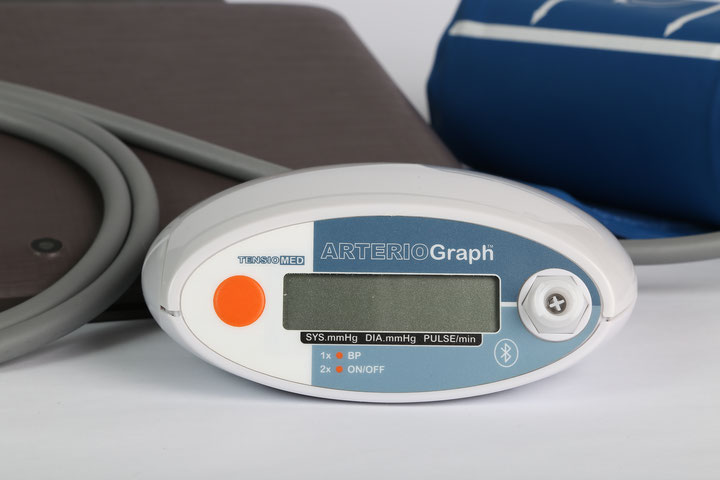 TENSIOMED
ARTERIOGraph™
SYS.mmHg DIA.mmHg PULSE/min
1x BP
2x ON/OFF